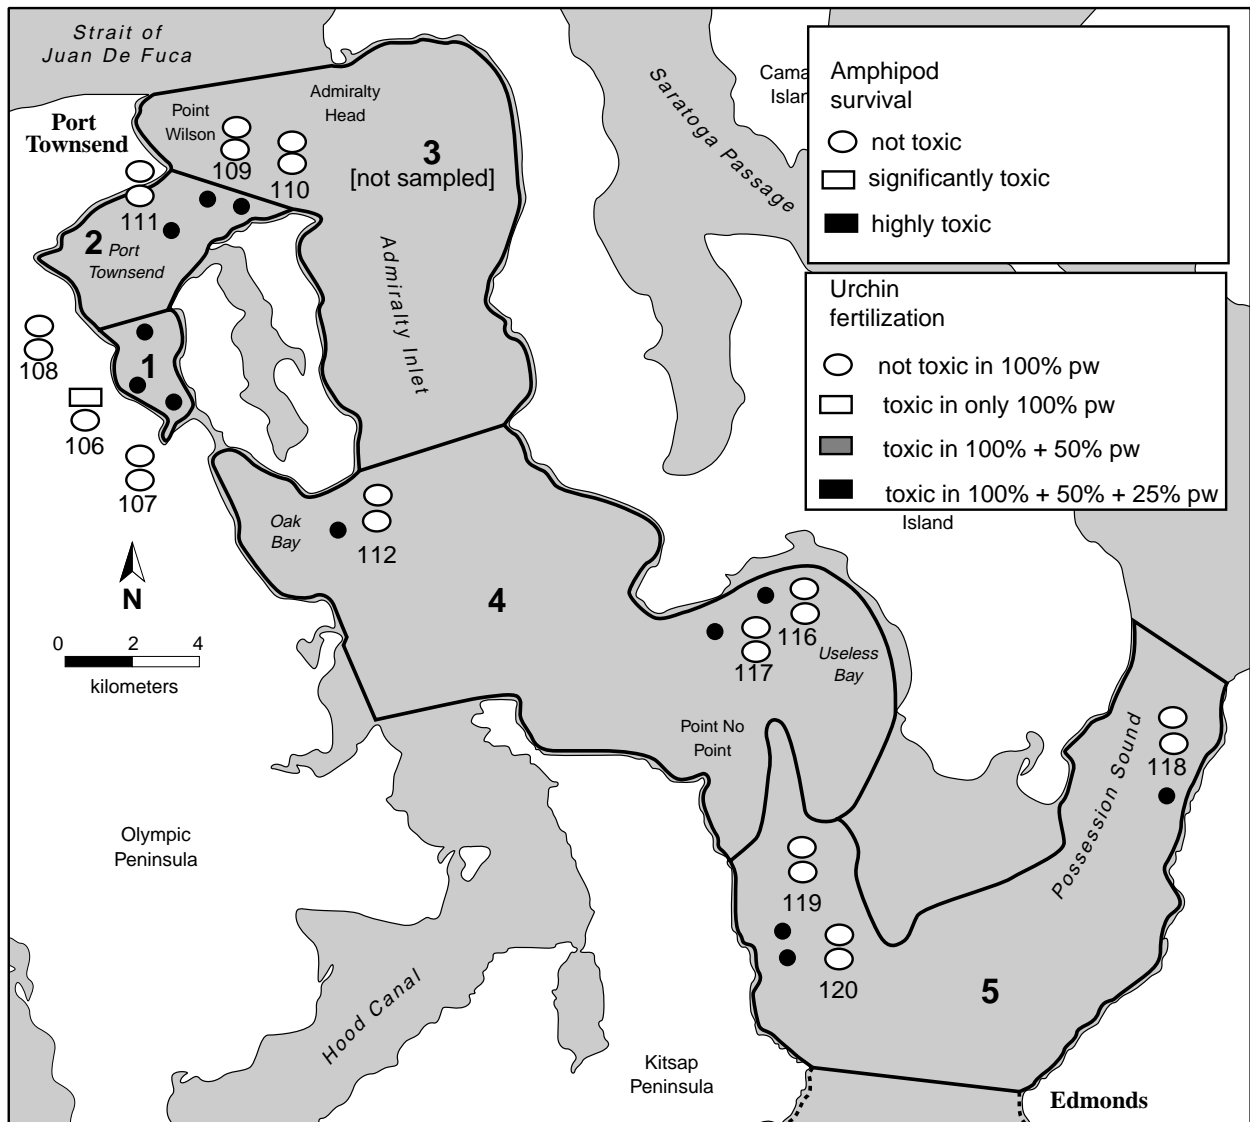 Strait of
Juan De Fuca
Port
Townsend
Point
Wilson
Admiralty
Head
109
110
3
[not sampled]
111
2
Port
Townsend
Admiralty Inlet
Saratoga Passage
Cama
Islan
Amphipod
survival
not toxic
significantly toxic
highly toxic
Urchin
fertilization
not toxic in 100% pw
toxic in only 100% pw
toxic in 100% + 50% pw
toxic in 100% + 50% + 25% pw
Island
108
1
106
107
N
0 2 4
kilometers
Oak
Bay
112
4
116
117
Useless
Bay
Point No
Point
Possession Sound
118
Olympic
Peninsula
119
120
5
Hood Canal
Kitsap
Peninsula
Edmonds